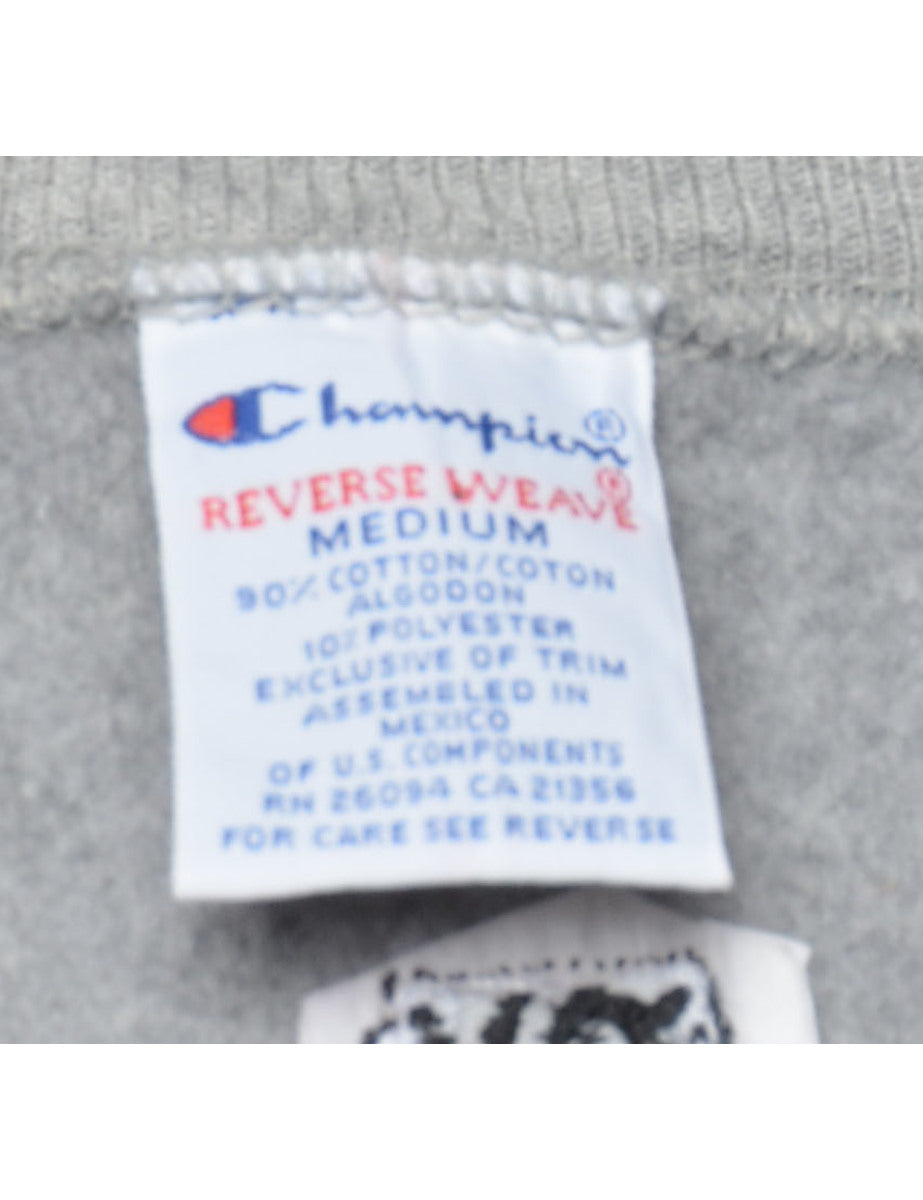 Champion ®
REVERSE WEAVE ®
MEDIUM
90% COTTON/COTON
ALGODON
10% POLYESTER
EXCLUSIVE OF TRIM
ASSEMBLED IN
MEXICO
OF U.S. COMPONENTS
RN 26094 CA 21356
FOR CARE SEE REVERSE